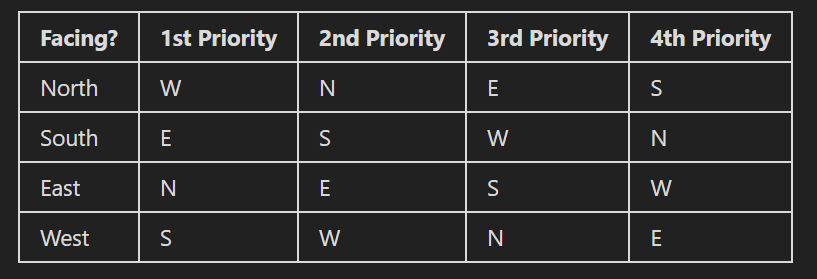 Facing? 1st Priority 2nd Priority 3rd Priority 4th Priority
North W N E S
South E S W N
East N E S W
West S W N E